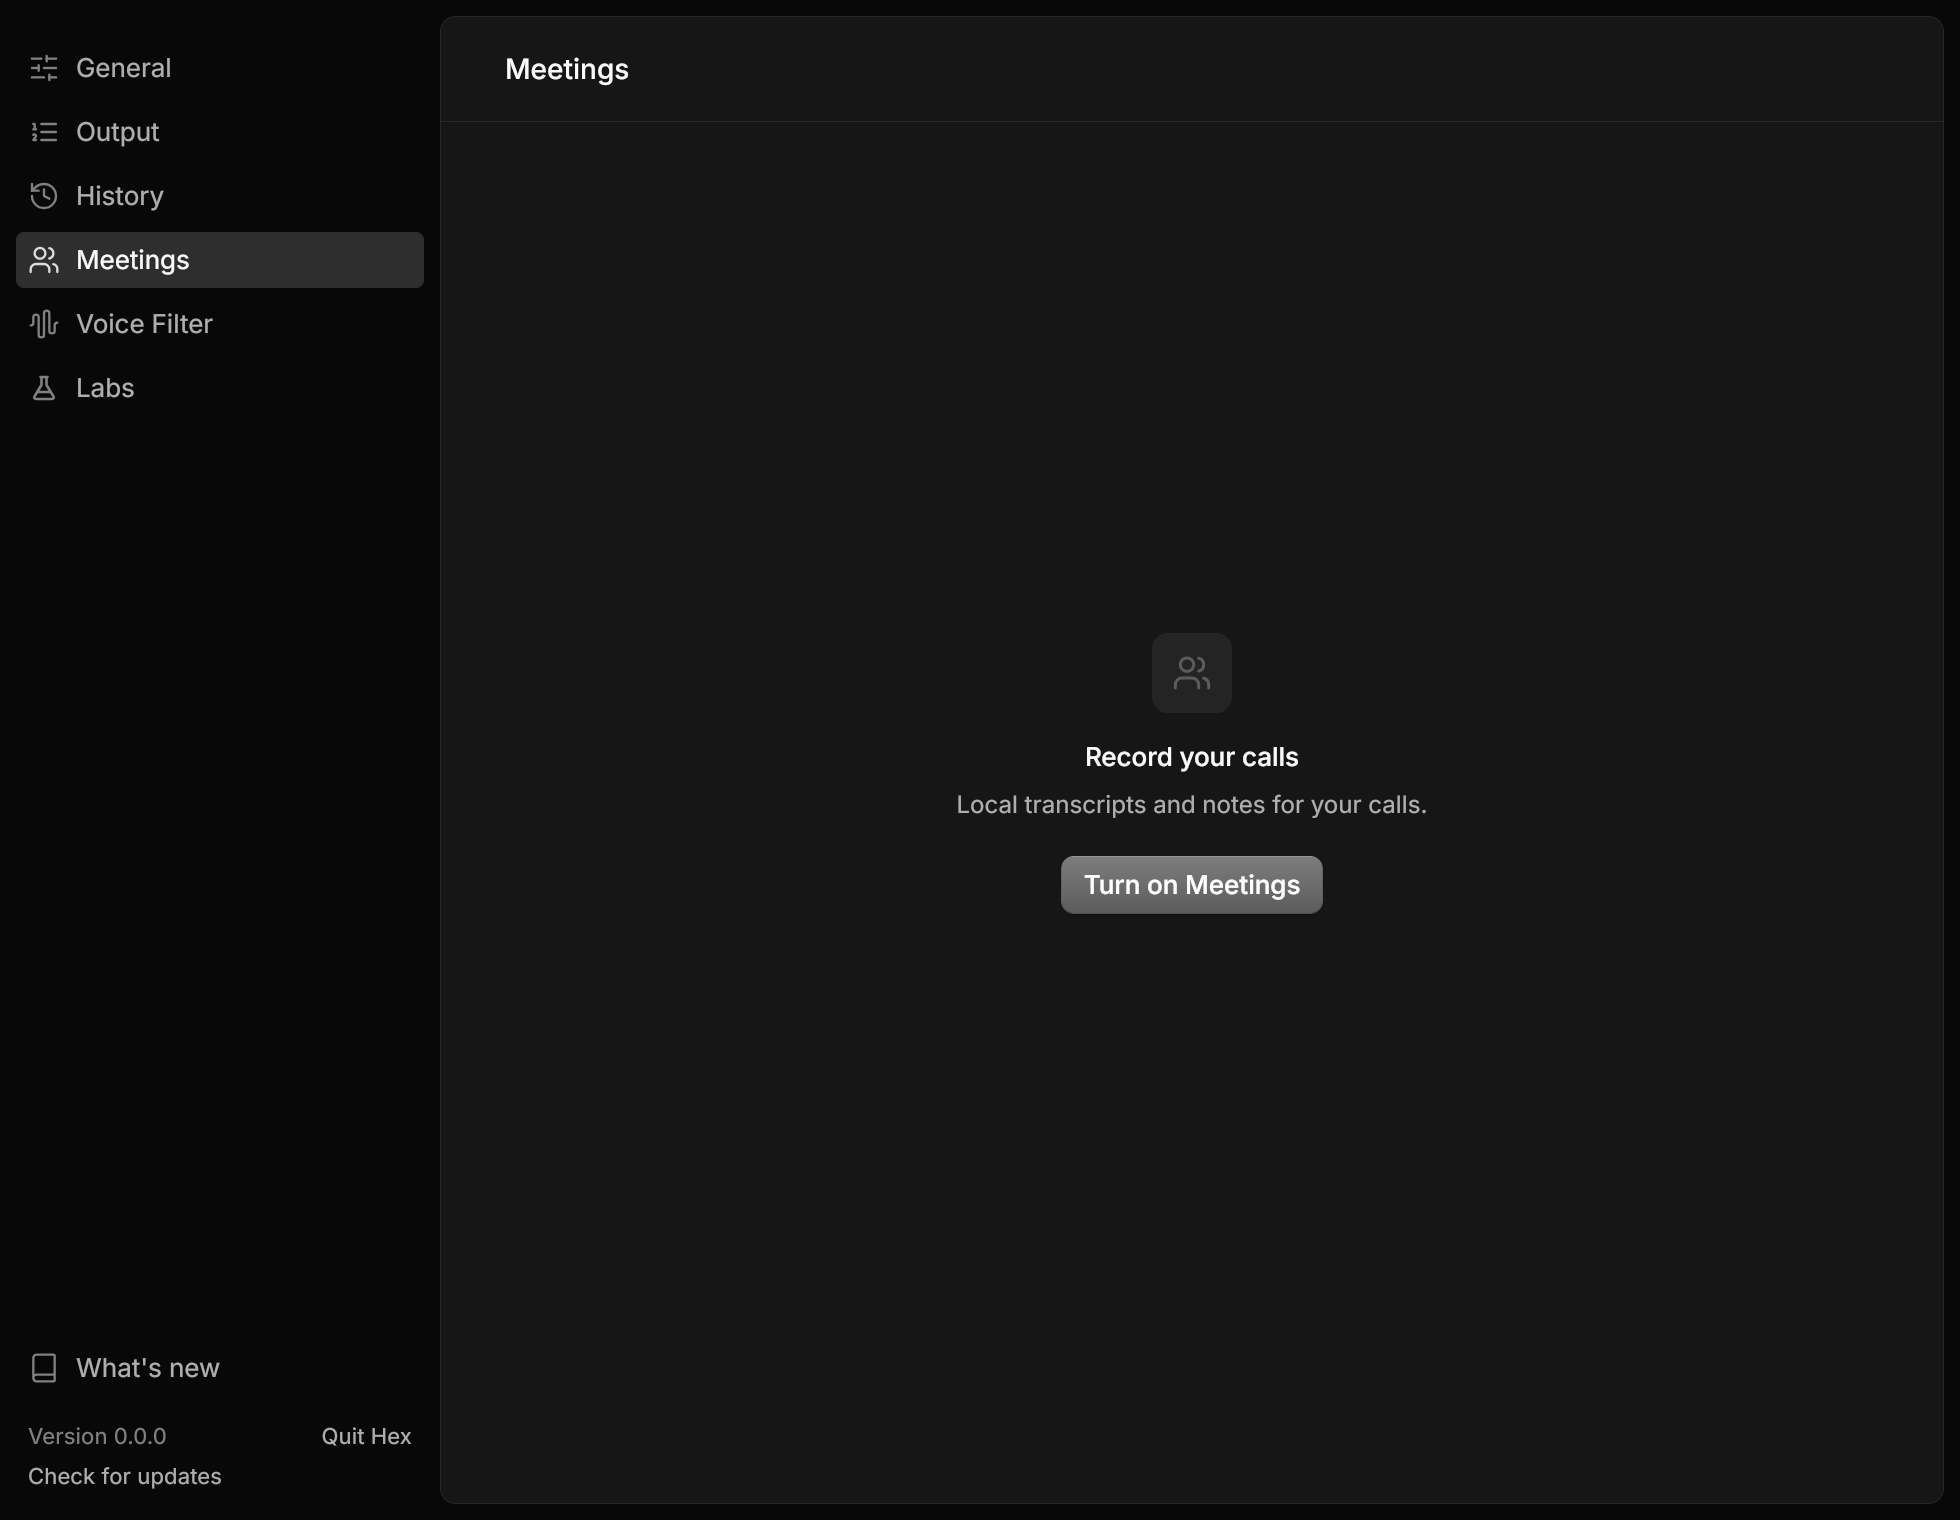 General
Output
History
Meetings
Voice Filter
Labs
What's new
Version 0.0.0
Quit Hex
Check for updates
Meetings
Record your calls
Local transcripts and notes for your calls.
Turn on Meetings